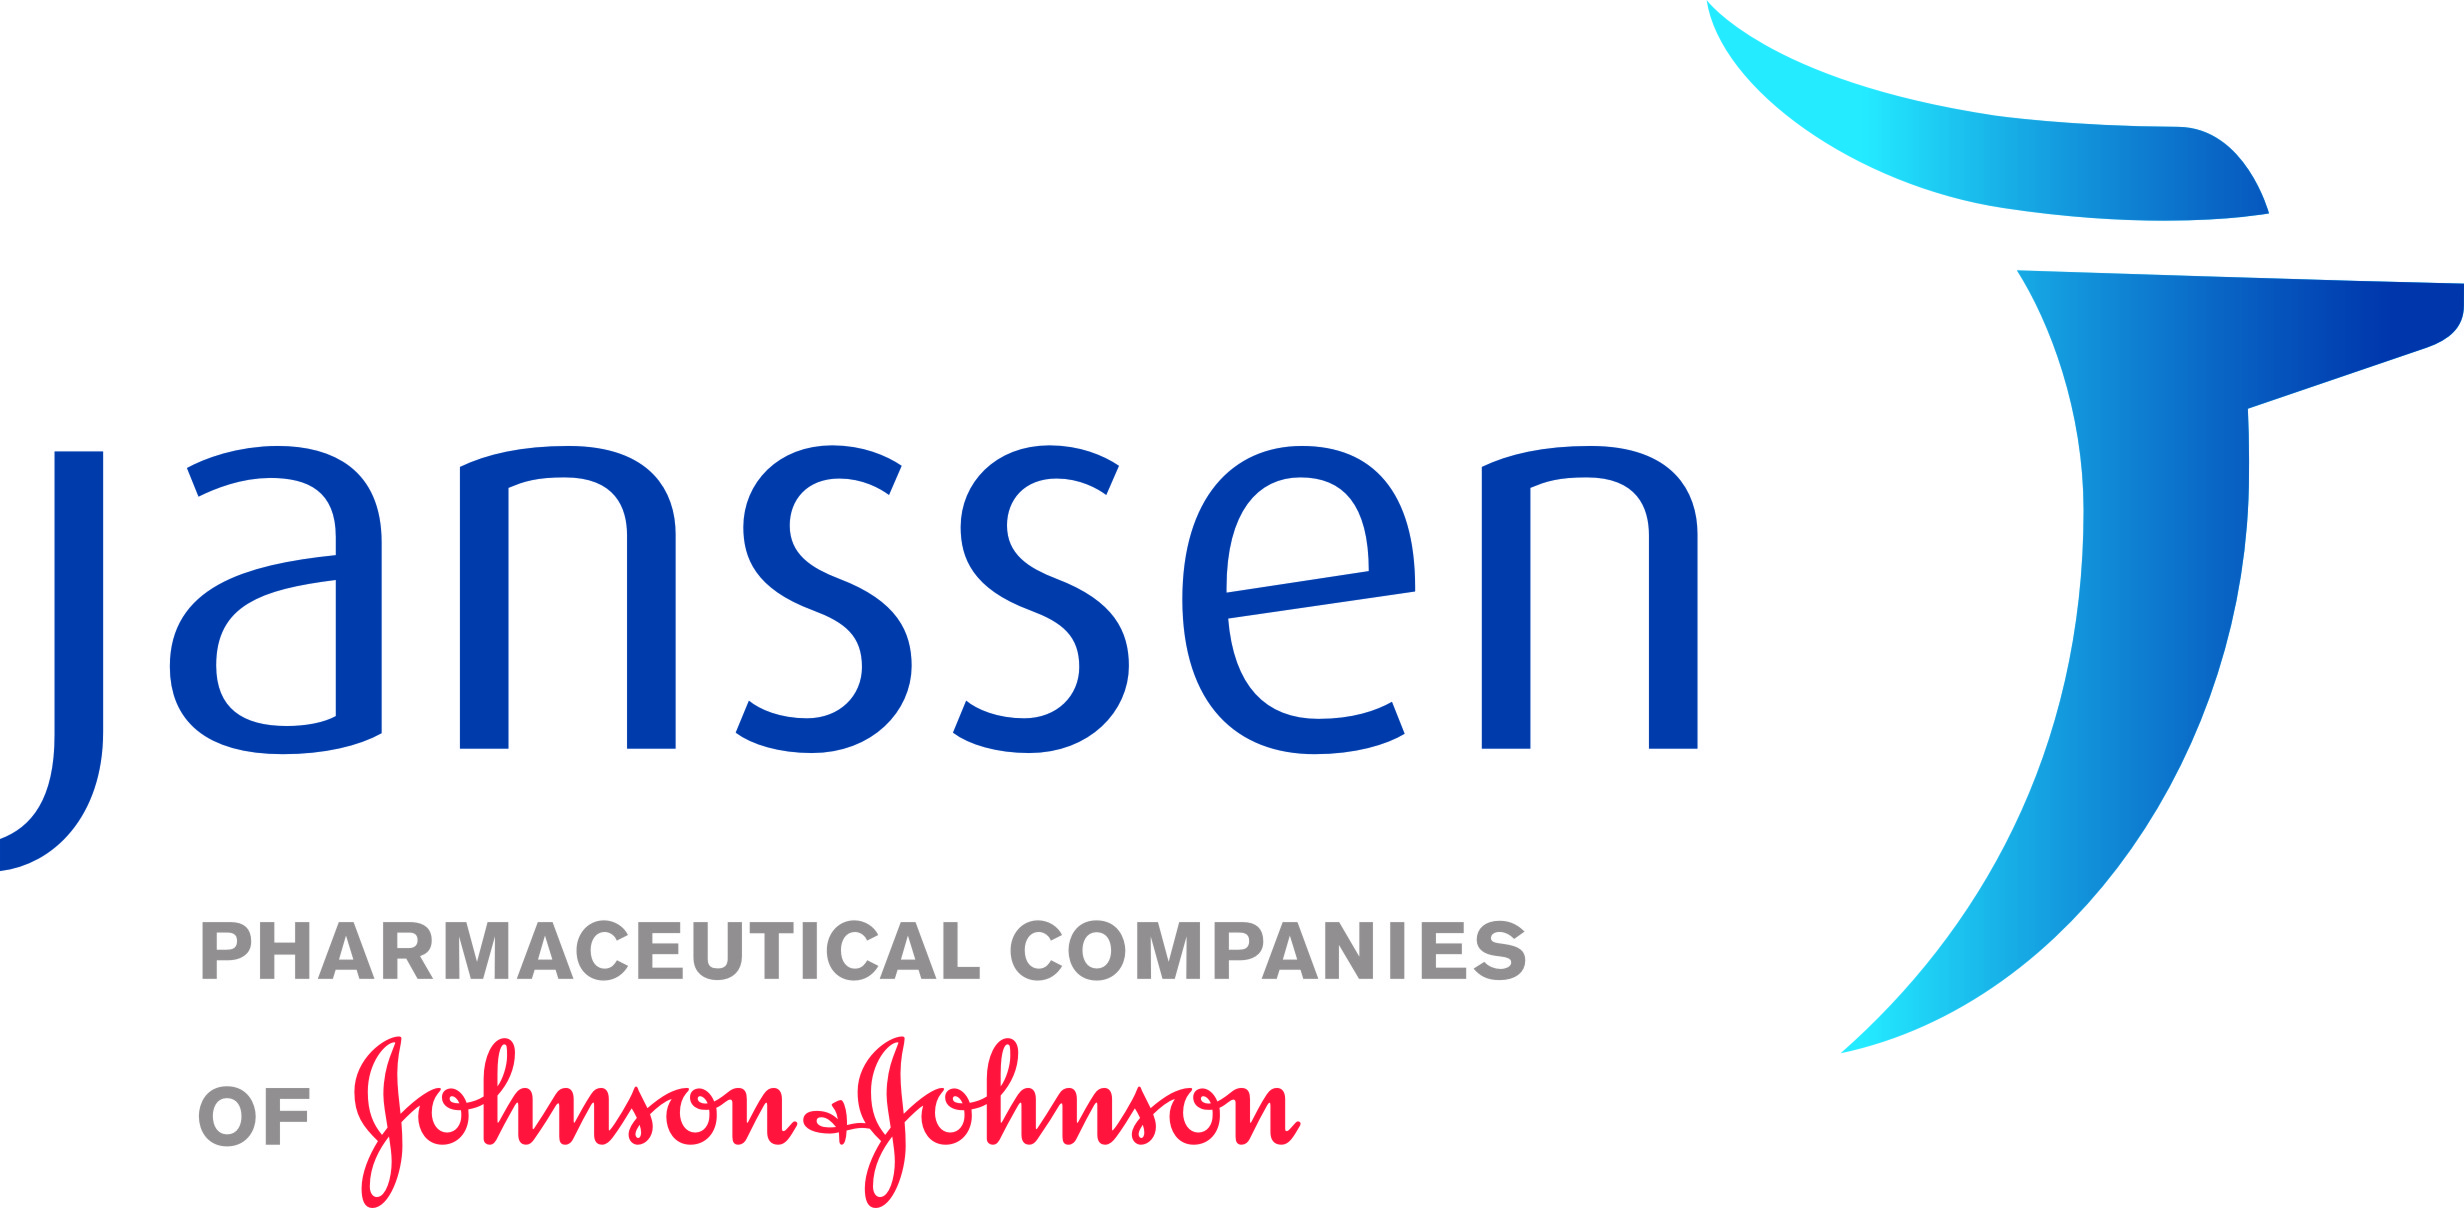 janssen
PHARMACEUTICAL COMPANIES
OF Johnson & Johnson